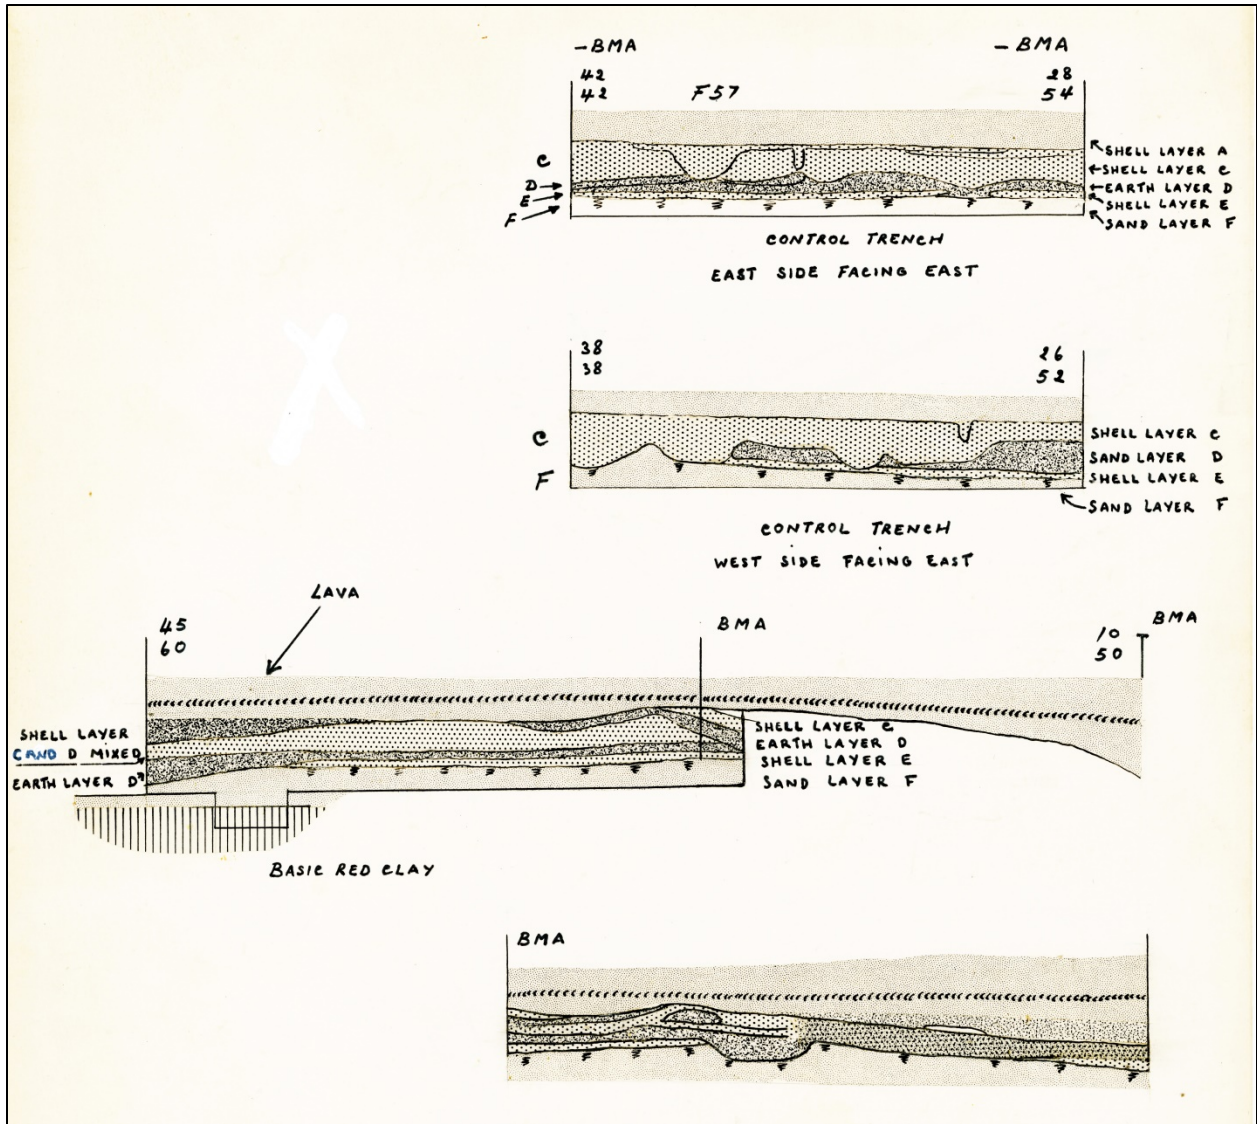 -BMA
-BMA
42
42
F57
28
54
C
D
E
F
SHELL LAYER A
SHELL LAYER C
EARTH LAYER D
SHELL LAYER E
SAND LAYER F
CONTROL TRENCH
EAST SIDE FACING EAST
38
38
26
52
C
F
SHELL LAYER C
SAND LAYER D
SHELL LAYER E
SAND LAYER F
CONTROL TRENCH
WEST SIDE FACING EAST
LAVA
45
60
BMA
10
50
BMA
SHELL LAYER
C AND D MIXED
EARTH LAYER D
SHELL LAYER C
EARTH LAYER D
SHELL LAYER E
SAND LAYER F
BASIC RED CLAY
BMA